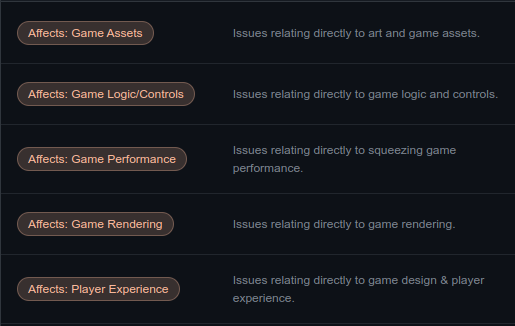 Affects: Game Assets
Issues relating directly to art and game assets.
Affects: Game Logic/Controls
Issues relating directly to game logic and controls.
Affects: Game Performance
Issues relating directly to squeezing game
performance.
Affects: Game Rendering
Issues relating directly to game rendering.
Affects: Player Experience
Issues relating directly to game design & player
experience.